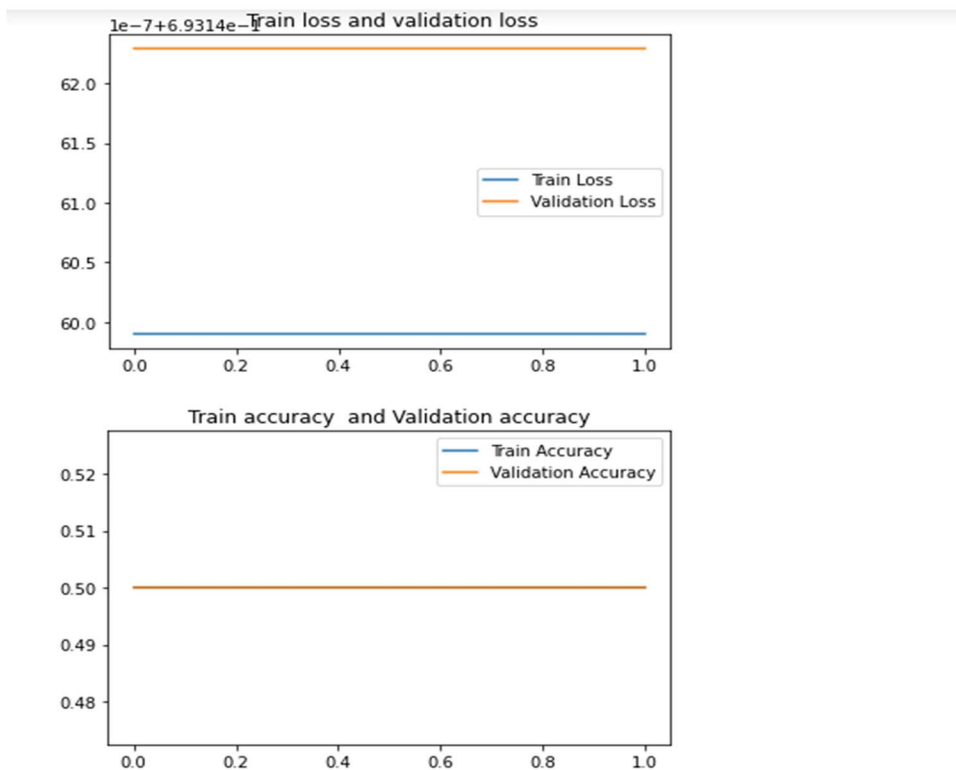 1e−7+6.9314e−1
Train loss and validation loss
62.0
61.5
61.0
60.5
60.0
Train Loss
Validation Loss
0.0 0.2 0.4 0.6 0.8 1.0
Train accuracy  and Validation accuracy
Train Accuracy
Validation Accuracy
0.52
0.51
0.50
0.49
0.48
0.0 0.2 0.4 0.6 0.8 1.0